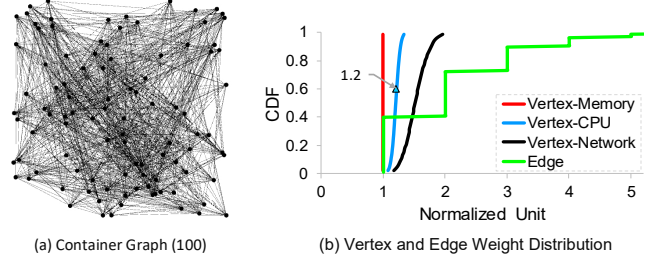 1
0.8
0.6
0.4
0.2
0
CDF
1.2
Vertex-Memory
Vertex-CPU
Vertex-Network
Edge
0 1 2 3 4 5
Normalized Unit
(a) Container Graph (100)
(b) Vertex and Edge Weight Distribution